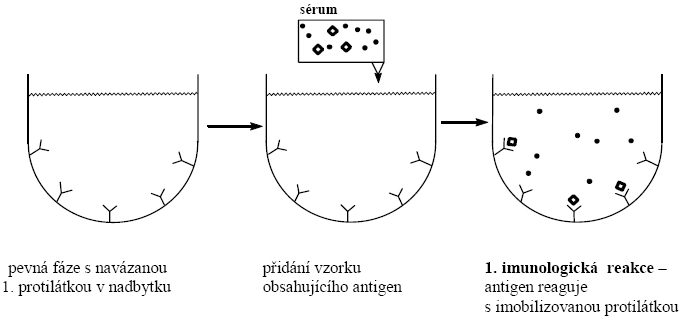 sérum
pevná fáze s navázanou
1. protilátkou v nadbytku
přidání vzorku
obsahujícího antigen
1. imunologická reakce –
antigen reaguje
s imobilizovanou protilátkou